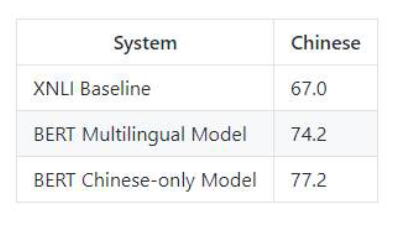 System Chinese
XNLI Baseline 67.0
BERT Multilingual Model 74.2
BERT Chinese-only Model 77.2